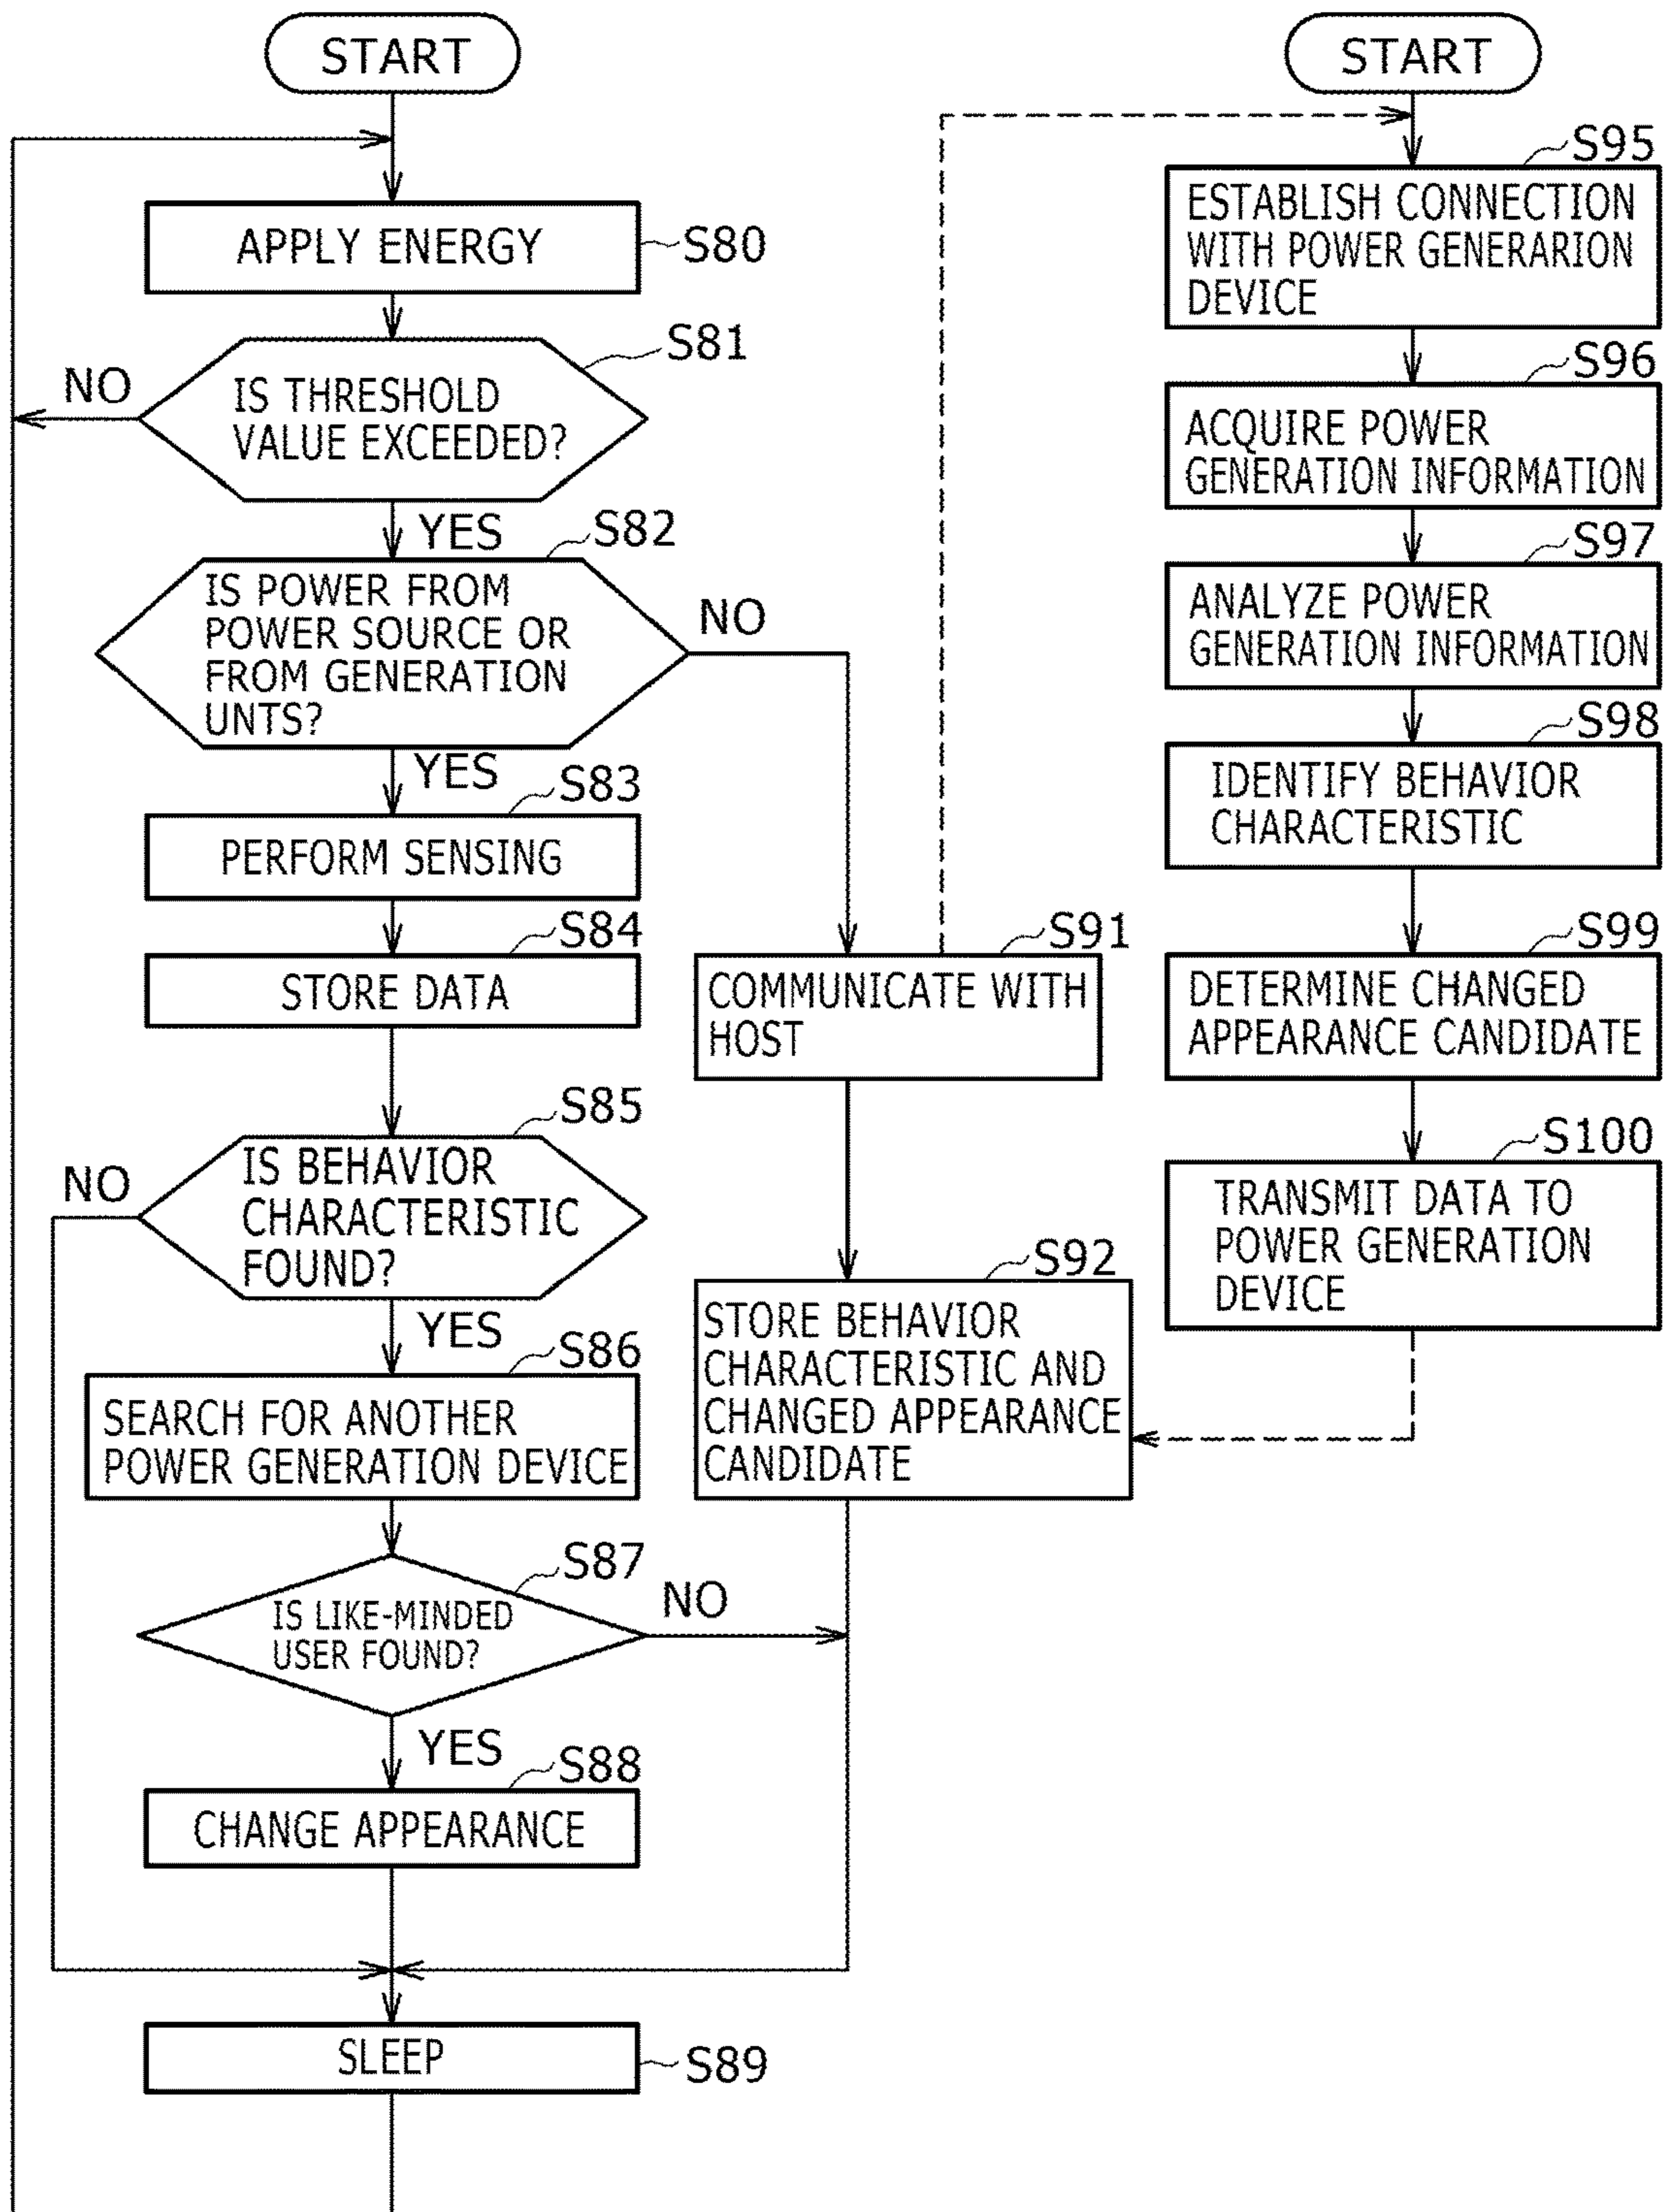 START
APPLY ENERGY
S80
S81
NO
IS THRESHOLD
VALUE EXCEEDED?
YES
S82
IS POWER FROM
POWER SOURCE OR
FROM GENERATION
UNTS?
NO
YES
S83
PERFORM SENSING
S84
STORE DATA
S85
NO
IS BEHAVIOR
CHARACTERISTIC
FOUND?
YES
S86
SEARCH FOR ANOTHER
POWER GENERATION DEVICE
S87
IS LIKE-MINDED
USER FOUND?
NO
YES
S88
CHANGE APPEARANCE
SLEEP
S89
S91
COMMUNICATE WITH
HOST
S92
STORE BEHAVIOR
CHARACTERISTIC AND
CHANGED APPEARANCE
CANDIDATE
START
S95
ESTABLISH CONNECTION
WITH POWER GENERARION
DEVICE
S96
ACQUIRE POWER
GENERATION INFORMATION
S97
ANALYZE POWER
GENERATION INFORMATION
S98
IDENTIFY BEHAVIOR
CHARACTERISTIC
S99
DETERMINE CHANGED
APPEARANCE CANDIDATE
S100
TRANSMIT DATA TO
POWER GENERATION
DEVICE